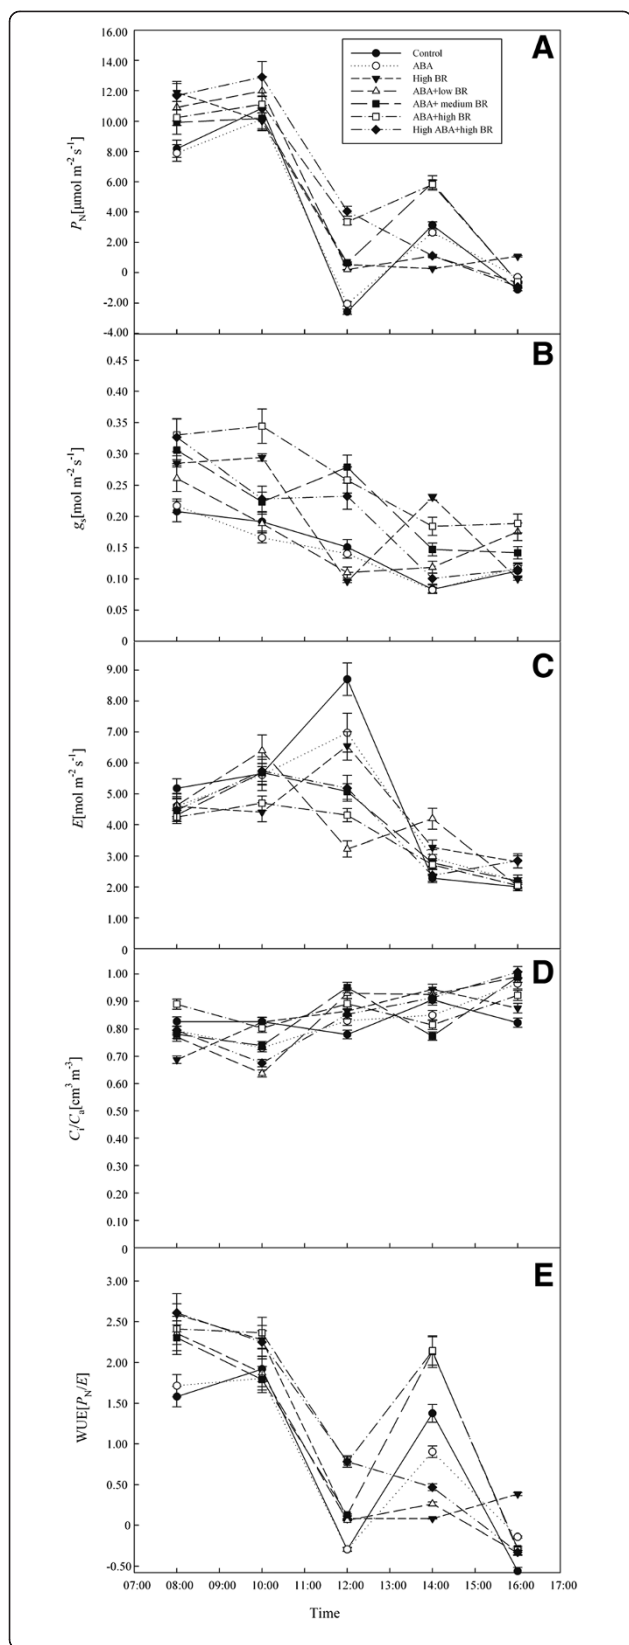 A
16.00
14.00
12.00
10.00
8.00
6.00
4.00
2.00
0
-2.00
-4.00
P_N[μmol m⁻² s⁻¹]
Control
ABA
High BR
ABA+low BR
ABA+ medium BR
ABA+high BR
High ABA+high BR
B
0.45
0.40
0.35
0.30
0.25
0.20
0.15
0.10
0.05
0
g_s[mol m⁻² s⁻¹]
C
9.00
8.00
7.00
6.00
5.00
4.00
3.00
2.00
1.00
0
E[mol m⁻² s⁻¹]
D
1.00
0.90
0.80
0.70
0.60
0.50
0.40
0.30
0.20
0.10
0
C_i/C_a[cm³ m⁻³]
E
3.00
2.50
2.00
1.50
1.00
0.50
0
-0.50
WUE[P_N/E]
07:00 08:00 09:00 10:00 11:00 12:00 13:00 14:00 15:00 16:00 17:00
Time